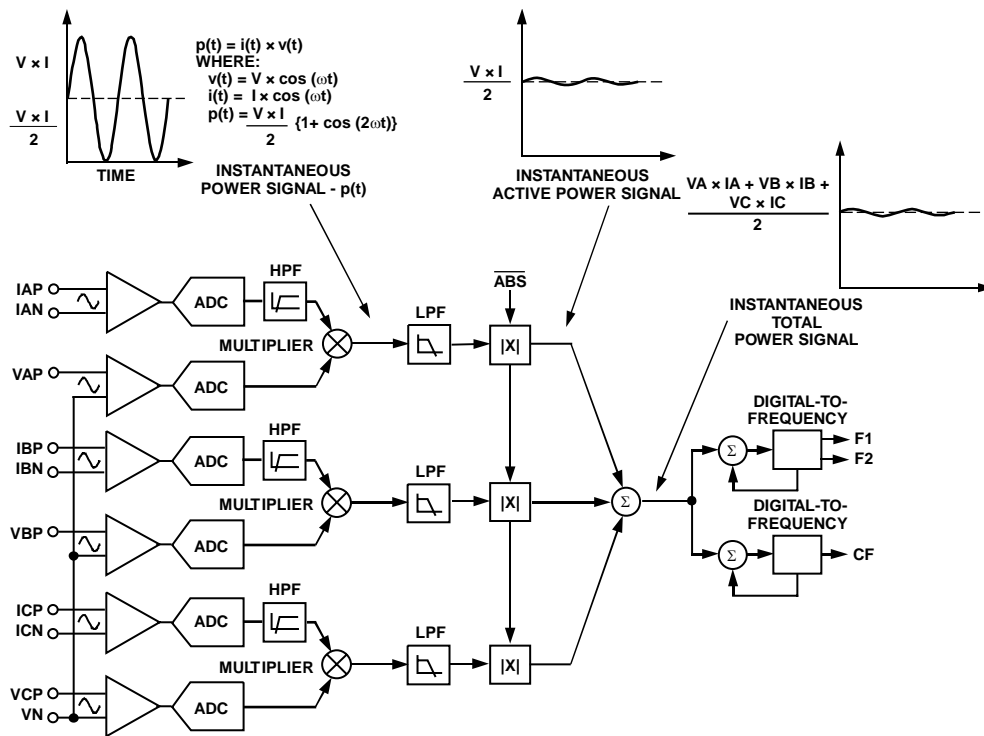 V × I
V × I
2
TIME
p(t) = i(t) × v(t)
WHERE:
v(t) = V × cos (ωt)
i(t) = I × cos (ωt)
p(t) = V × I
2
{1+ cos (2ωt)}
INSTANTANEOUS
POWER SIGNAL - p(t)
V × I
2
INSTANTANEOUS
ACTIVE POWER SIGNAL
VA × IA + VB × IB +
VC × IC
2
INSTANTANEOUS
TOTAL
POWER SIGNAL
ABS
IAP
IAN
ADC
HPF
MULTIPLIER
LPF
|X|
VAP
ADC
IBP
IBN
ADC
HPF
MULTIPLIER
LPF
|X|
Σ
VBP
ADC
ICP
ICN
ADC
HPF
MULTIPLIER
LPF
|X|
VCP
VN
ADC
DIGITAL-TO-
FREQUENCY
Σ
F1
F2
DIGITAL-TO-
FREQUENCY
Σ
CF